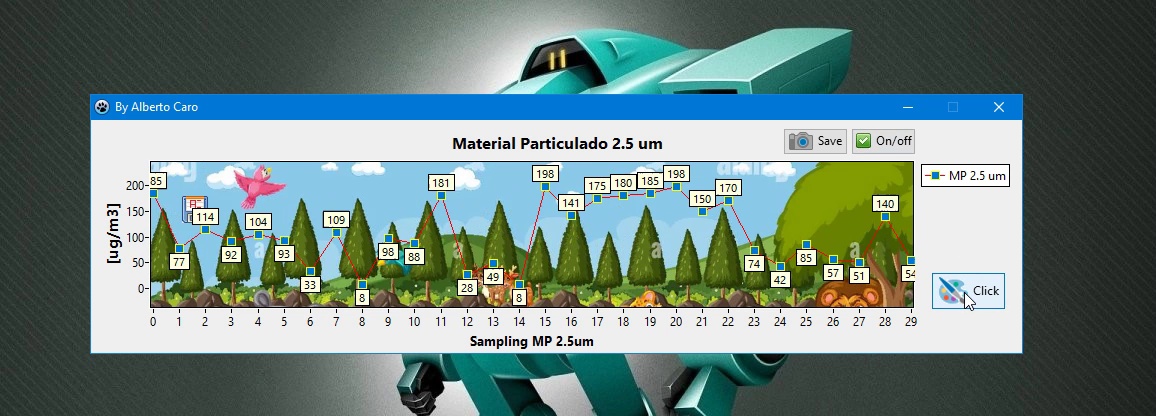 By Alberto Caro
Material Particulado 2.5 um
Save
On/off
MP 2.5 um
[ug/m3]
200
150
100
50
0
85 77 114 92 104 93 33 109 8 98 88 181 28 49 8 198 141 175 180 185 198 150 170 74 42 85 57 51 140 54
0 1 2 3 4 5 6 7 8 9 10 11 12 13 14 15 16 17 18 19 20 21 22 23 24 25 26 27 28 29
Sampling MP 2.5um
Click